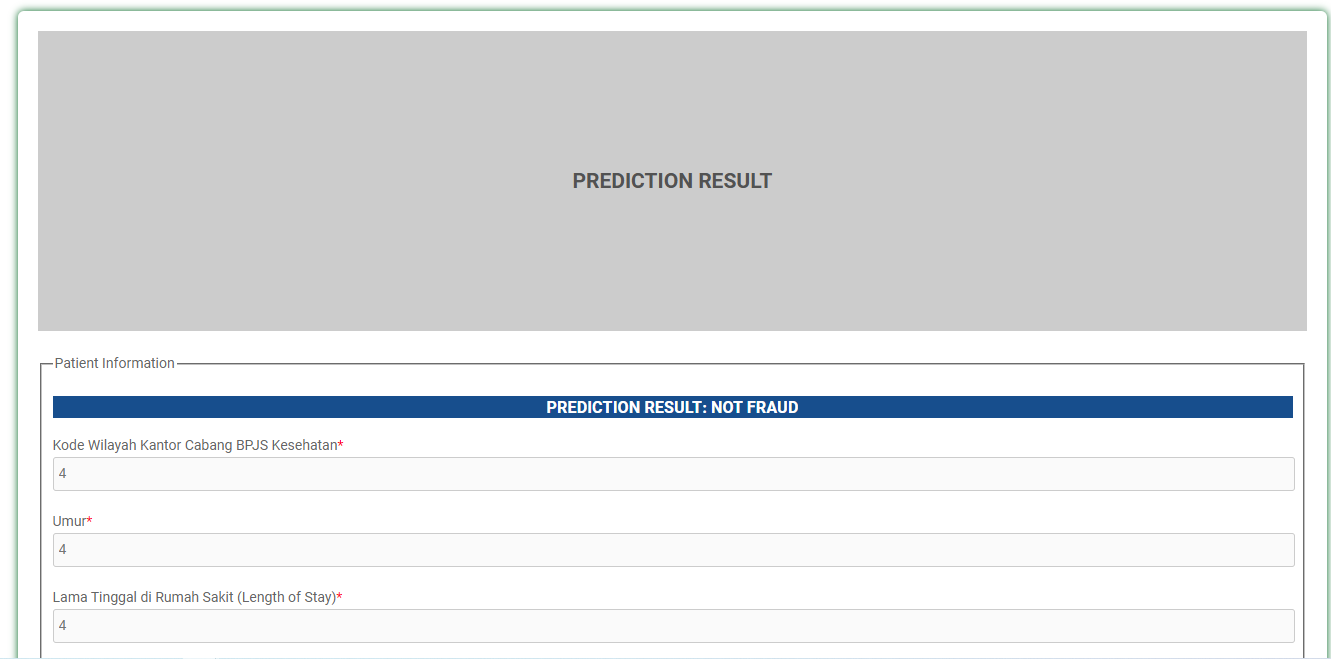 PREDICTION RESULT
Patient Information
PREDICTION RESULT: NOT FRAUD
Kode Wilayah Kantor Cabang BPJS Kesehatan*
4
Umur*
4
Lama Tinggal di Rumah Sakit (Length of Stay)*
4